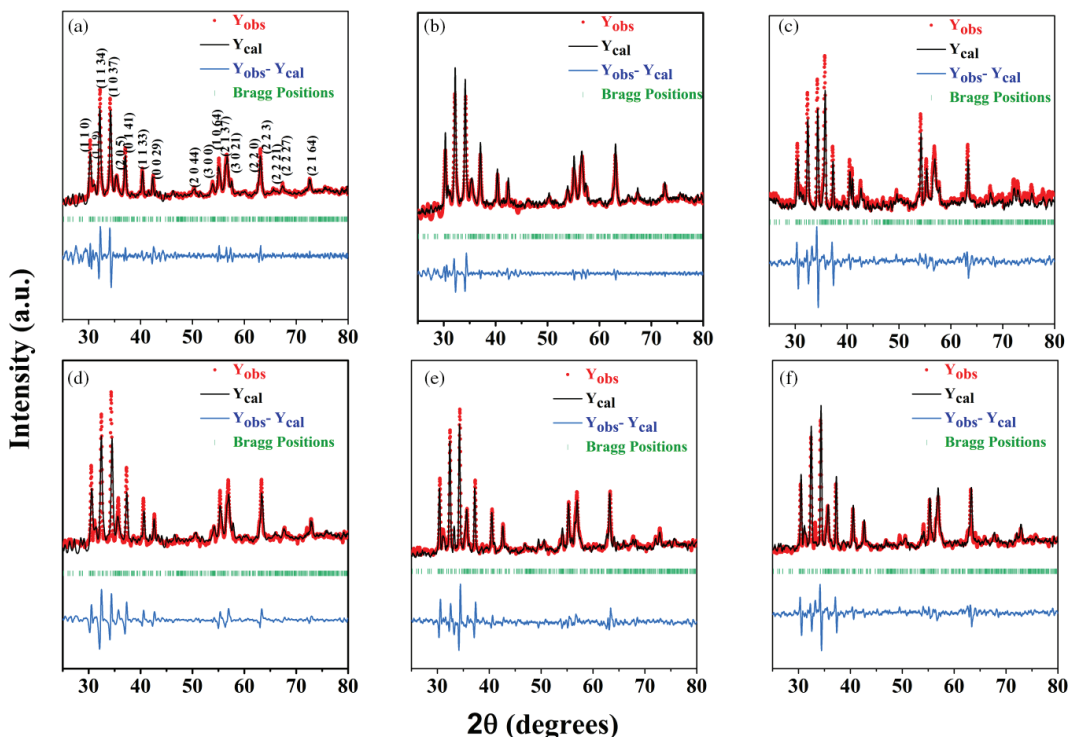 Intensity (a.u.)
(a)
Yobs
Ycal
Yobs- Ycal
Bragg Positions
(1 1 0)
(1 1 9)
(1 1 34)
(1 0 37)
(2 0 5)
(0 1 41)
(1 1 33)
(0 0 29)
(2 0 44)
(3 0 0)
(1 0 64)
(2 1 37)
(3 0 21)
(2 2 0)
(2 2 3)
(2 2 21)
(2 2 27)
(2 1 64)
30 40 50 60 70 80
(b)
Yobs
Ycal
Yobs- Ycal
Bragg Positions
30 40 50 60 70 80
(c)
Yobs
Ycal
Yobs- Ycal
Bragg Positions
30 40 50 60 70 80
(d)
Yobs
Ycal
Yobs- Ycal
Bragg Positions
30 40 50 60 70 80
(e)
Yobs
Ycal
Yobs- Ycal
Bragg Positions
30 40 50 60 70 80
(f)
Yobs
Ycal
Yobs- Ycal
Bragg Positions
30 40 50 60 70 80
2θ (degrees)